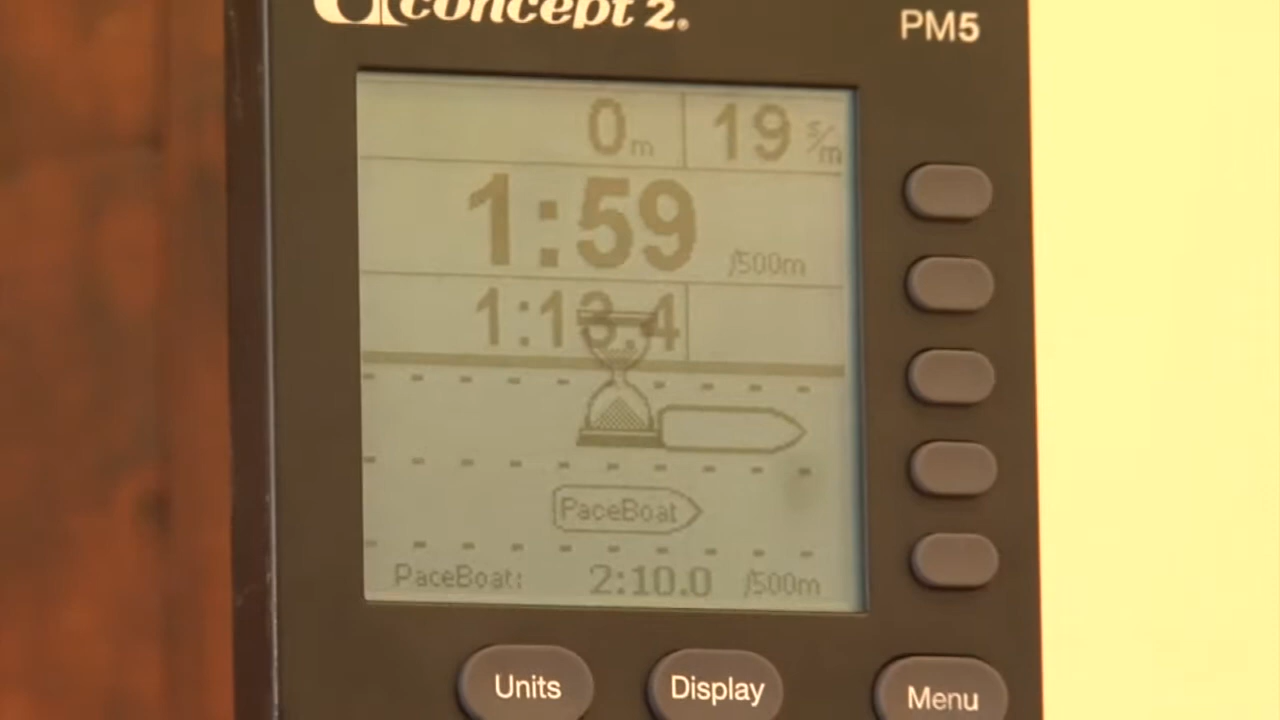 concept 2®
PM5
0m 19 s/m
1:59 /500m
1:13.4
PaceBoat
PaceBoat: 2:10.0 /500m
Units Display Menu